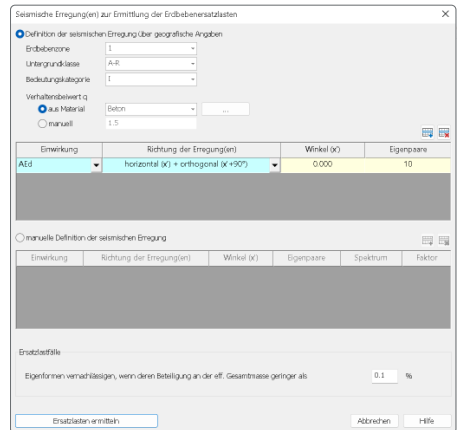 Seismische Erregung(en) zur Ermittlung der Erdbebenersatzlasten
Definition der seismischen Erregung über geografische Angaben
Erdbebenzone 1
Untergrundklasse A-R
Bedeutungskategorie I
Verhaltensbeiwert q
aus Material Beton ...
manuell 1.5
Einwirkung Richtung der Erregung(en) Winkel (x') Eigenpaare
AEd horizontal (x') + orthogonal (x'+90°) 0.000 10
manuelle Definition der seismischen Erregung
Einwirkung Richtung der Erregung(en) Winkel (x') Eigenpaare Spektrum Faktor
Ersatzlastfälle
Eigenformen vernachlässigen, wenn deren Beteiligung an der eff. Gesamtmasse geringer als 0.1 %
Ersatzlasten ermitteln Abbrechen Hilfe